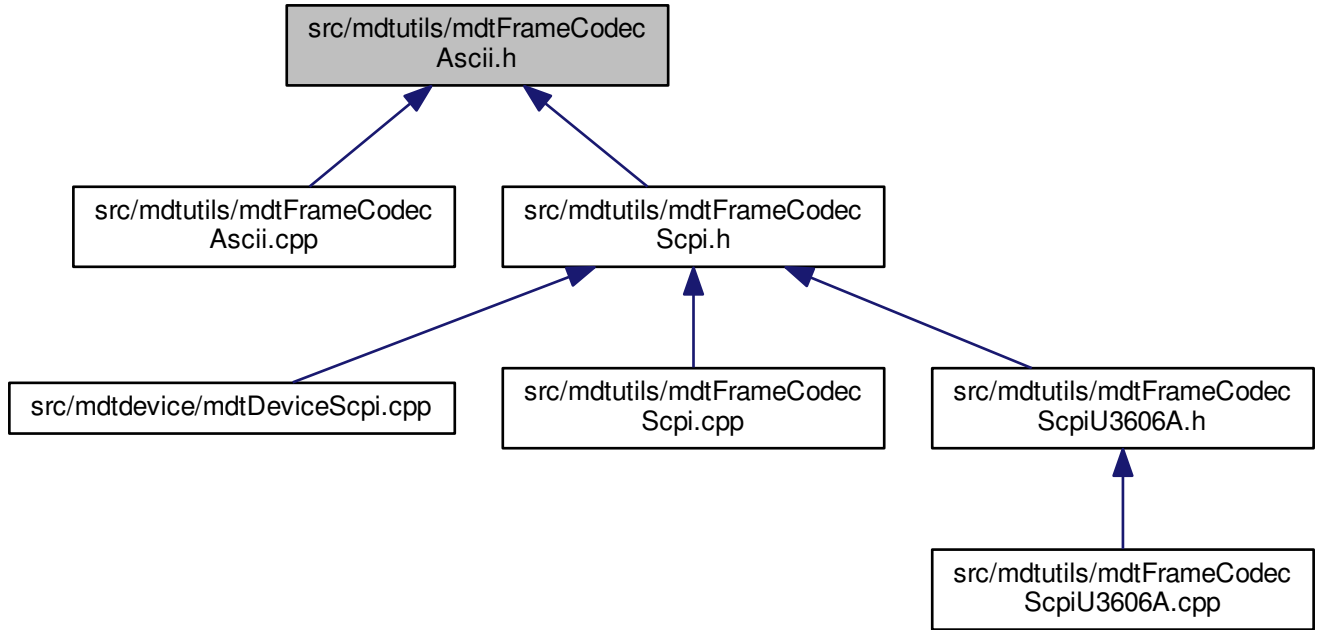 src/mdtutils/mdtFrameCodec
Ascii.h
src/mdtutils/mdtFrameCodec
Ascii.cpp
src/mdtutils/mdtFrameCodec
Scpi.h
src/mdtdevice/mdtDeviceScpi.cpp
src/mdtutils/mdtFrameCodec
Scpi.cpp
src/mdtutils/mdtFrameCodec
ScpiU3606A.h
src/mdtutils/mdtFrameCodec
ScpiU3606A.cpp